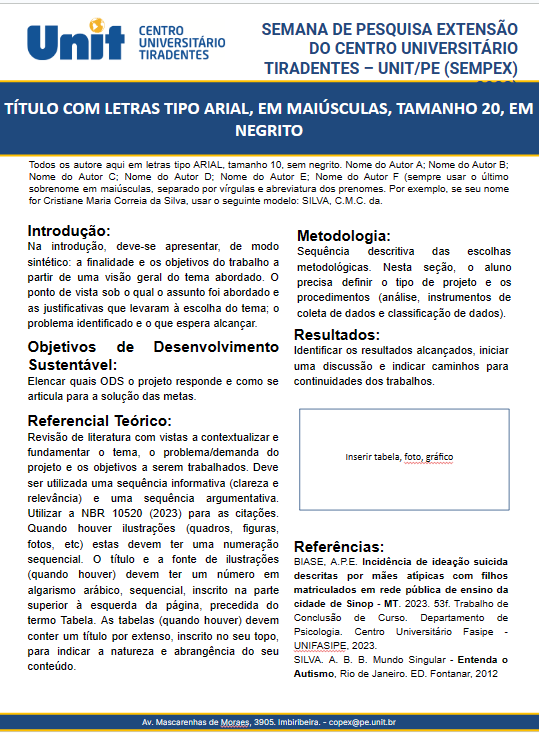 Unit
CENTRO
UNIVERSITÁRIO
TIRADENTES
SEMANA DE PESQUISA EXTENSÃO
DO CENTRO UNIVERSITÁRIO
TIRADENTES – UNIT/PE (SEMPEX)
TÍTULO COM LETRAS TIPO ARIAL, EM MAIÚSCULAS, TAMANHO 20, EM
NEGRITO
Todos os autore aqui em letras tipo ARIAL, tamanho 10, sem negrito. Nome do Autor A; Nome do Autor B;
Nome do Autor C; Nome do Autor D; Nome do Autor E; Nome do Autor F (sempre usar o último
sobrenome em maiúsculas, separado por vírgulas e abreviatura dos prenomes. Por exemplo, se seu nome
for Cristiane Maria Correia da Silva, usar o seguinte modelo: SILVA, C.M.C. da.
Introdução:
Na introdução, deve-se apresentar, de modo
sintético: a finalidade e os objetivos do trabalho a
partir de uma visão geral do tema abordado. O
ponto de vista sob o qual o assunto foi abordado e
as justificativas que levaram à escolha do tema; o
problema identificado e o que espera alcançar.
Objetivos de Desenvolvimento
Sustentável:
Elencar quais ODS o projeto responde e como se
articula para a solução das metas.
Referencial Teórico:
Revisão de literatura com vistas a contextualizar e
fundamentar o tema, o problema/demanda do
projeto e os objetivos a serem trabalhados. Deve
ser utilizada uma sequência informativa (clareza e
relevância) e uma sequência argumentativa.
Utilizar a NBR 10520 (2023) para as citações.
Quando houver ilustrações (quadros, figuras,
fotos, etc) estas devem ter uma numeração
sequencial. O título e a fonte de ilustrações
(quando houver) devem ter um número em
algarismo arábico, sequencial, inscrito na parte
superior à esquerda da página, precedida do
termo Tabela. As tabelas (quando houver) devem
conter um título por extenso, inscrito no seu topo,
para indicar a natureza e abrangência do seu
conteúdo.
Metodologia:
Sequência descritiva das escolhas
metodológicas. Nesta seção, o aluno
precisa definir o tipo de projeto e os
procedimentos (análise, instrumentos de
coleta de dados e classificação de dados).
Resultados:
Identificar os resultados alcançados, iniciar
uma discussão e indicar caminhos para
continuidades dos trabalhos.
Inserir tabela, foto, gráfico
Referências:
BIASE, A.P.E. Incidência de ideação suicida
descritas por mães atípicas com filhos
matriculados em rede pública de ensino da
cidade de Sinop - MT. 2023. 53f. Trabalho de
Conclusão de Curso. Departamento de
Psicologia. Centro Universitário Fasipe -
UNIFASIPE, 2023.
SILVA. A. B. B. Mundo Singular - Entenda o
Autismo, Rio de Janeiro. ED. Fontanar, 2012
Av. Mascarenhas de Moraes, 3905. Imbiribeira. - copex@pe.unit.br